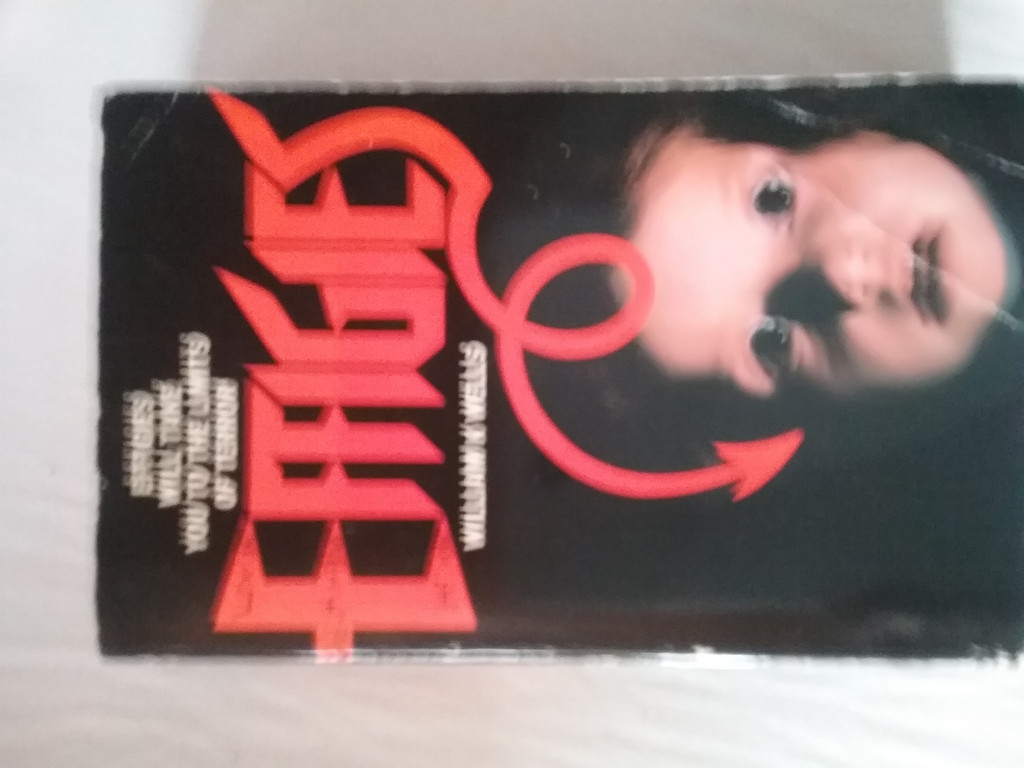 EFFIGIES
WILL TAKE
YOU TO THE LIMITS
OF TERROR
EFFIGIES
WILLIAM K WELLS